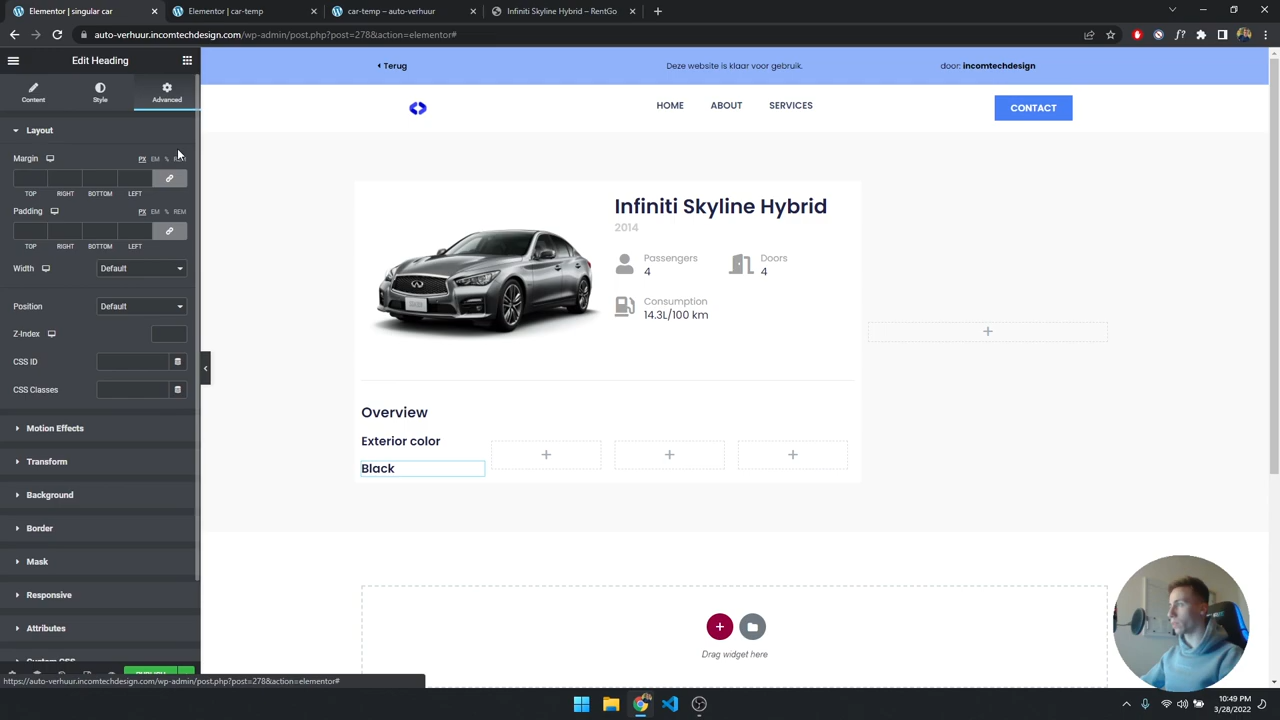 Elementor | single car
Elementor | car-temp
car-temp
Infiniti Skyline Hybrid – RentGo
auto-verhuur.incomtechdesign.com/wp-admin/post.php?post=278&action=elementor#
Edit Heading
Content
Style
Advanced
Layout
Margin
PX EM %
TOP RIGHT BOTTOM LEFT
Padding
PX EM % REM
TOP RIGHT BOTTOM LEFT
Width
Default
Position
Default
Z-Index
CSS ID
CSS Classes
Motion Effects
Transform
Background
Border
Mask
Responsive
Attributes
Custom CSS
PUBLISH
https://auto-verhuur.incomtechdesign.com/wp-admin/post.php?post=278&action=elementor#
Terug
Deze website is klaar voor gebruik.
door: incomtechdesign
HOME
ABOUT
SERVICES
CONTACT
Infiniti Skyline Hybrid
2014
Passengers
4
Doors
4
Consumption
14.3L/100 km
Overview
Exterior color
Black
Drag widget here
10:49 PM
3/28/2022